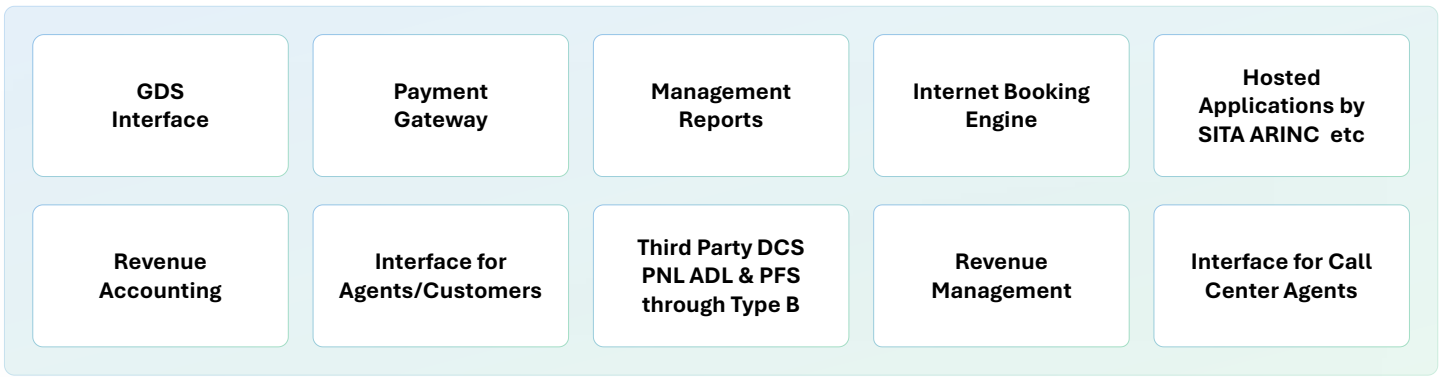 GDS
Interface
Payment
Gateway
Management
Reports
Internet Booking
Engine
Hosted
Applications by
SITA ARINC  etc
Revenue
Accounting
Interface for
Agents/Customers
Third Party DCS
PNL ADL & PFS
through Type B
Revenue
Management
Interface for Call
Center Agents